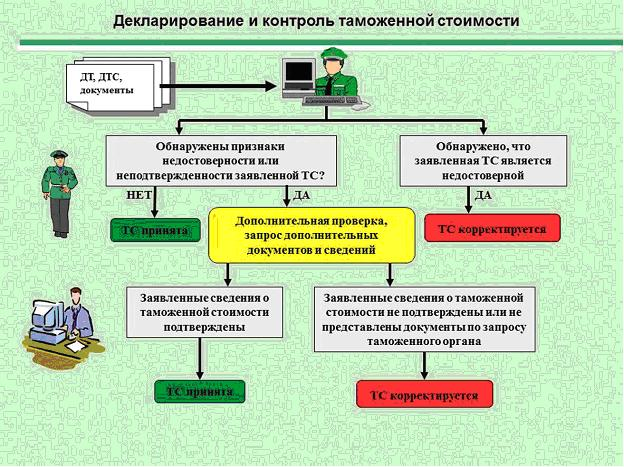 Декларирование и контроль таможенной стоимости
ДТ, ДТС,
документы
Обнаружены признаки
недостоверности или
неподтвержденности заявленной ТС?
Обнаружено, что
заявленная ТС является
недостоверной
НЕТ
ДА
ДА
ТС принята
Дополнительная проверка,
запрос дополнительных
документов и сведений
ТС корректируется
Заявленные сведения о
таможенной стоимости
подтверждены
Заявленные сведения о таможенной
стоимости не подтверждены или не
представлены документы по запросу
таможенного органа
ТС принята
ТС корректируется